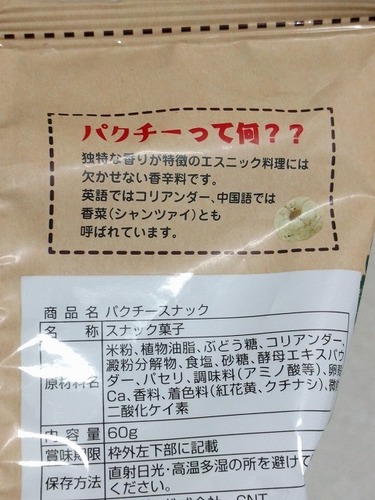 パクチーって何？？
独特な香りが特徴のエスニック料理には
欠かせない香辛料です。
英語ではコリアンダー、中国語では
香菜(シャンツァイ)とも
呼ばれています。
商品名 パクチースナック
名称 スナック菓子
原材料名 米粉、植物油脂、ぶどう糖、コリアンダー、
澱粉分解物、食塩、砂糖、酵母エキスパウ
ダー、パセリ、調味料(アミノ酸等)、卵殻
Ca、香料、着色料(紅花黄、クチナシ)、微
二酸化ケイ素
内容量 60g
賞味期限 枠外左下部に記載
保存方法 直射日光・高温多湿の所を避けて
ください。